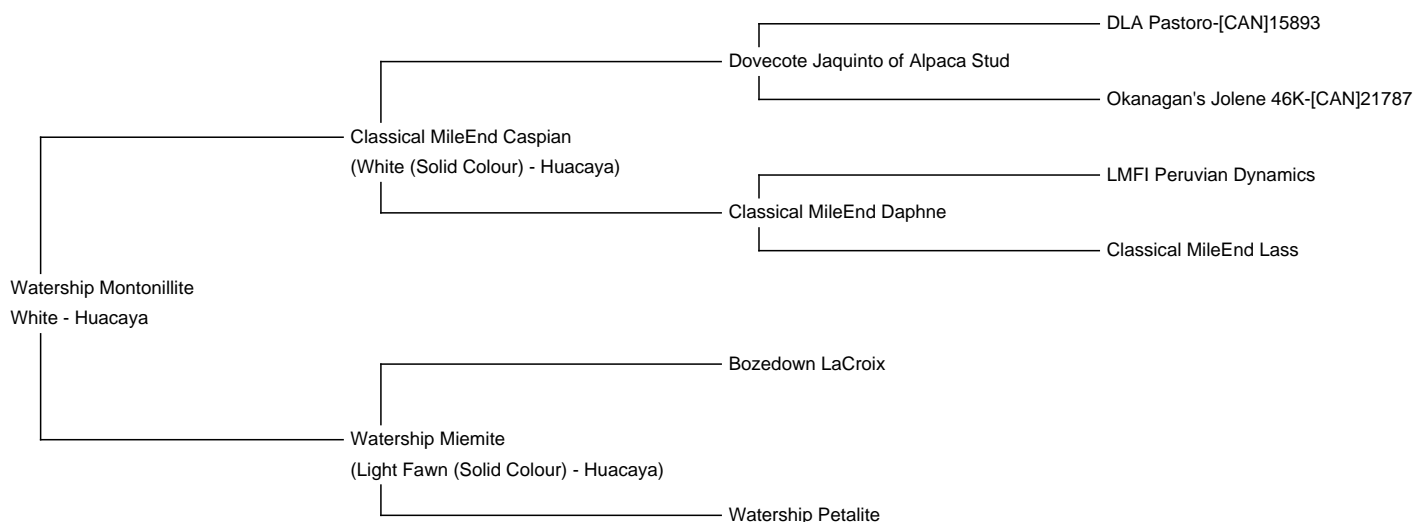 DLA Pastoro-[CAN]15893
Dovecote Jaquinto of Alpaca Stud
Okanagan's Jolene 46K-[CAN]21787
Classical MileEnd Caspian
(White (Solid Colour) - Huacaya)
LMFI Peruvian Dynamics
Classical MileEnd Daphne
Classical MileEnd Lass
Watership Montonillite
White - Huacaya
Bozedown LaCroix
Watership Miemite
(Light Fawn (Solid Colour) - Huacaya)
Watership Petalite